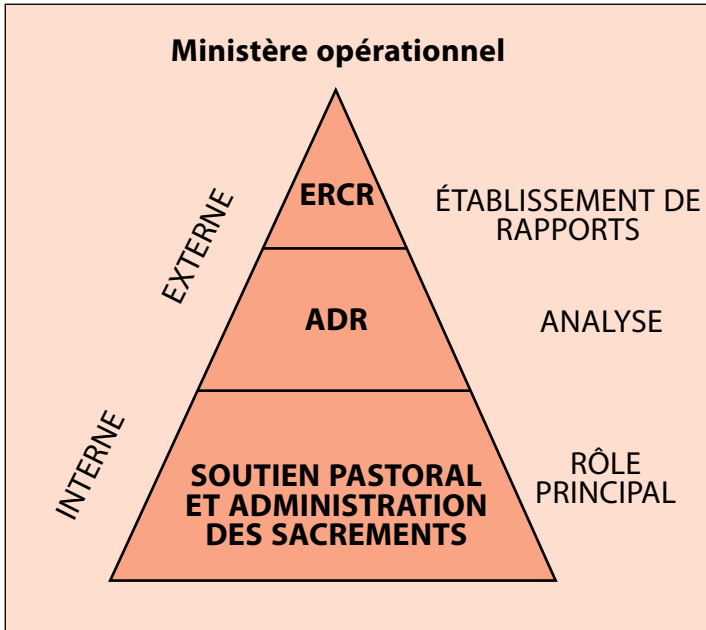 Ministère opérationnel
EXTERNE
ERCR
ÉTABLISSEMENT DE
RAPPORTS
ADR
ANALYSE
INTERNE
SOUTIEN PASTORAL
ET ADMINISTRATION
DES SACREMENTS
RÔLE
PRINCIPAL